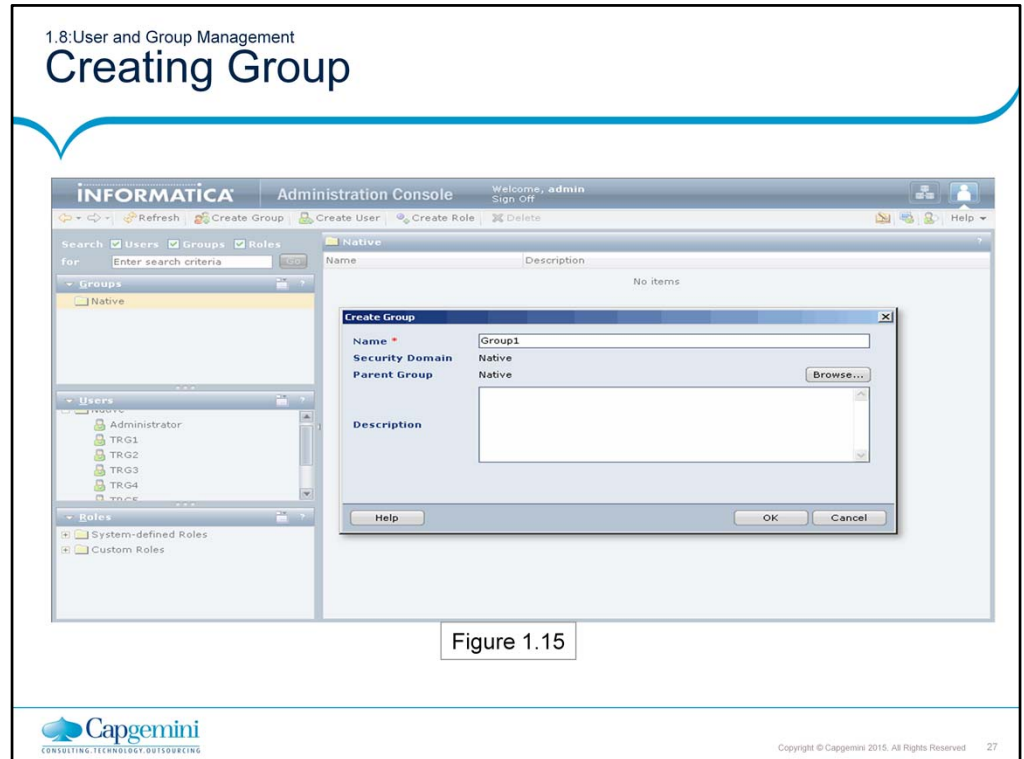 1.8:User and Group Management
Creating Group
INFORMATICA Administration Console Welcome, admin
Sign Off
Refresh Create Group Create User Create Role Delete Help
Search Users Groups Roles
for Enter search criteria Go
Native
Name Description
No items
Groups
Native
Users
Native
Administrator
TRG1
TRG2
TRG3
TRG4
TRG5
Roles
System-defined Roles
Custom Roles
Create Group
Name * Group1
Security Domain Native
Parent Group Native Browse...
Description
Help OK Cancel
Figure 1.15
Capgemini
CONSULTING.TECHNOLOGY.OUTSOURCING
Copyright © Capgemini 2015. All Rights Reserved 27